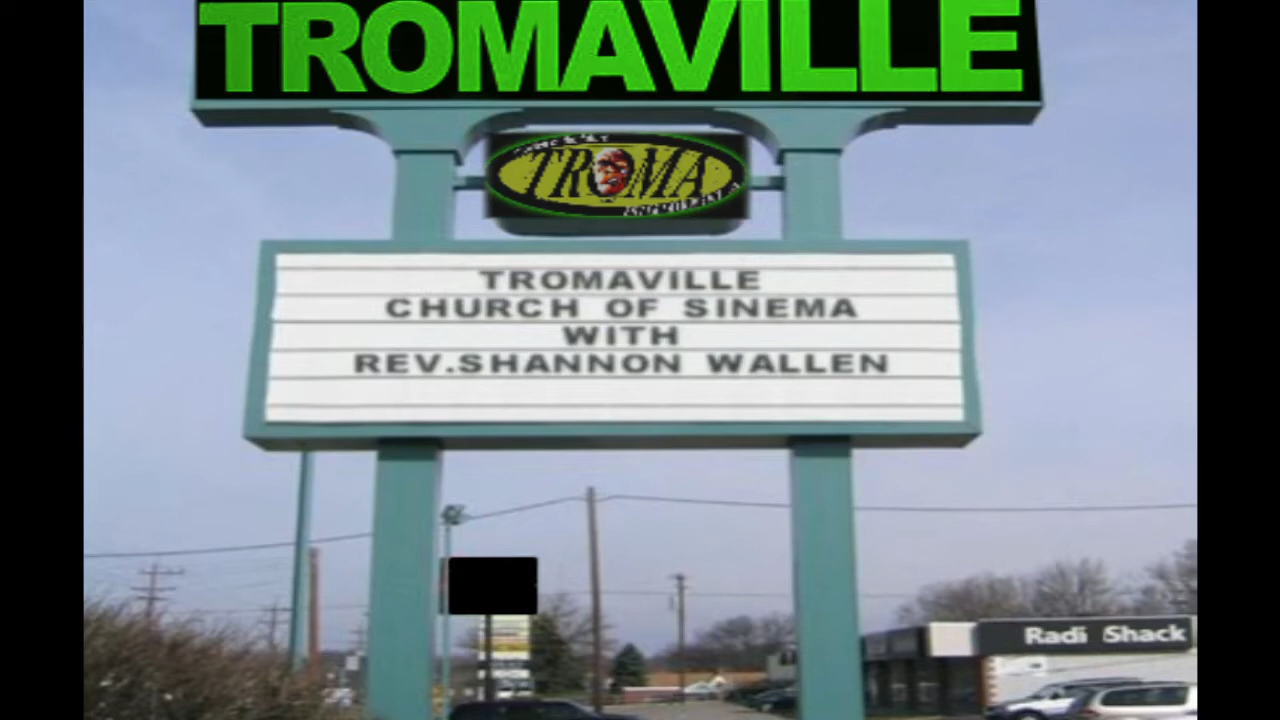 TROMAVILLE
TROMA
TROMAVILLE
CHURCH OF SINEMA
WITH
REV.SHANNON WALLEN
Radi Shack